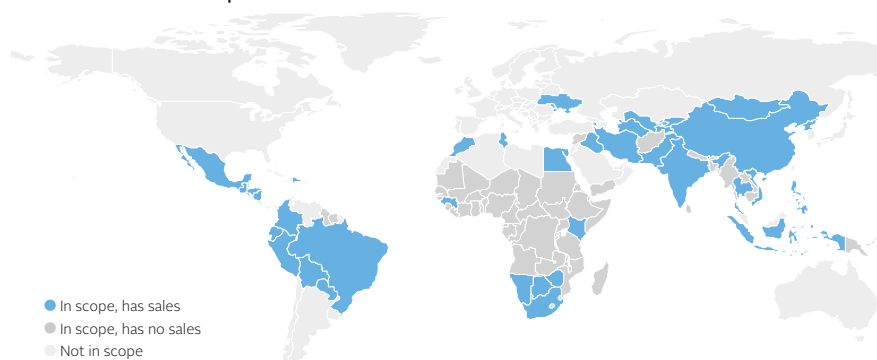 In scope, has sales
In scope, has no sales
Not in scope